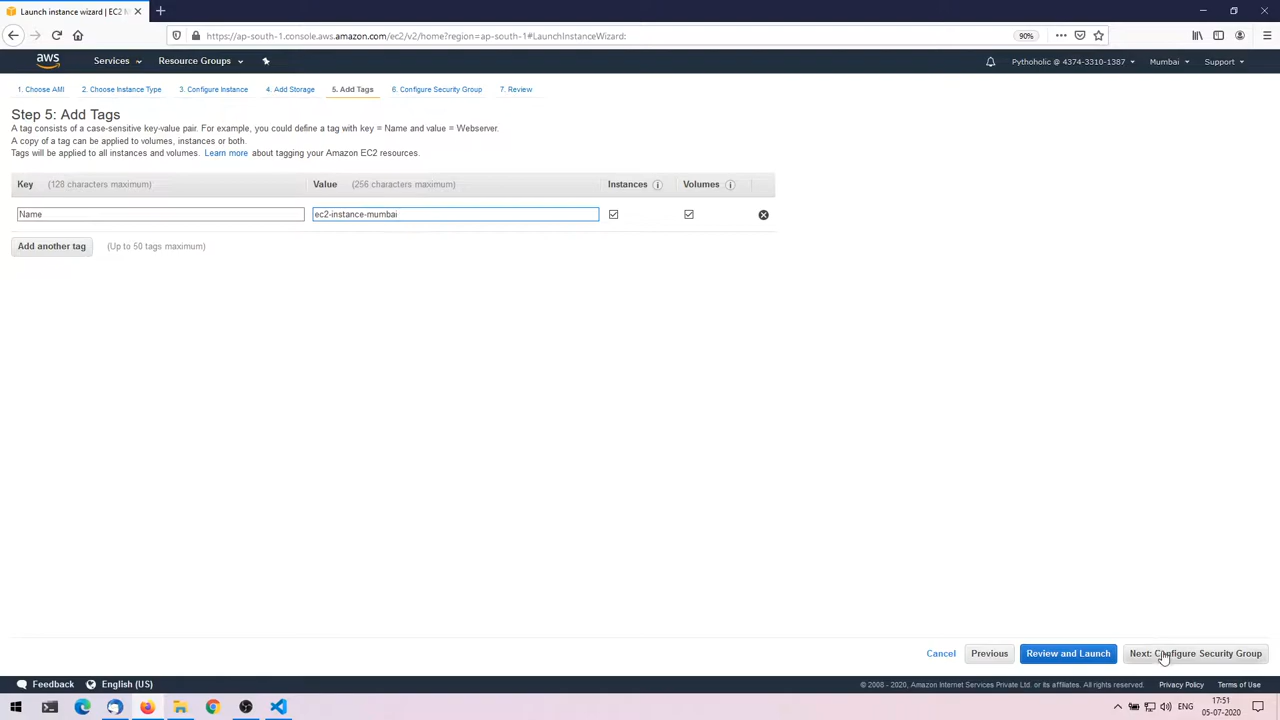 Launch instance wizard | EC2 M
https://ap-south-1.console.aws.amazon.com/ec2/v2/home?region=ap-south-1#LaunchInstanceWizard:
90%
aws
Services
Resource Groups
Pythoholic @ 4374-3310-1387
Mumbai
Support
1. Choose AMI
2. Choose Instance Type
3. Configure Instance
4. Add Storage
5. Add Tags
6. Configure Security Group
7. Review
Step 5: Add Tags
A tag consists of a case-sensitive key-value pair. For example, you could define a tag with key = Name and value = Webserver.
A copy of a tag can be applied to volumes, instances or both.
Tags will be applied to all instances and volumes. Learn more about tagging your Amazon EC2 resources.
Key (128 characters maximum)
Value (256 characters maximum)
Instances
Volumes
Name
ec2-instance-mumbai
Add another tag
(Up to 50 tags maximum)
Cancel
Previous
Review and Launch
Next: Configure Security Group
Feedback
English (US)
© 2008 - 2020, Amazon Internet Services Private Ltd. or its affiliates. All rights reserved.
Privacy Policy
Terms of Use
ENG
17:51
05-07-2020